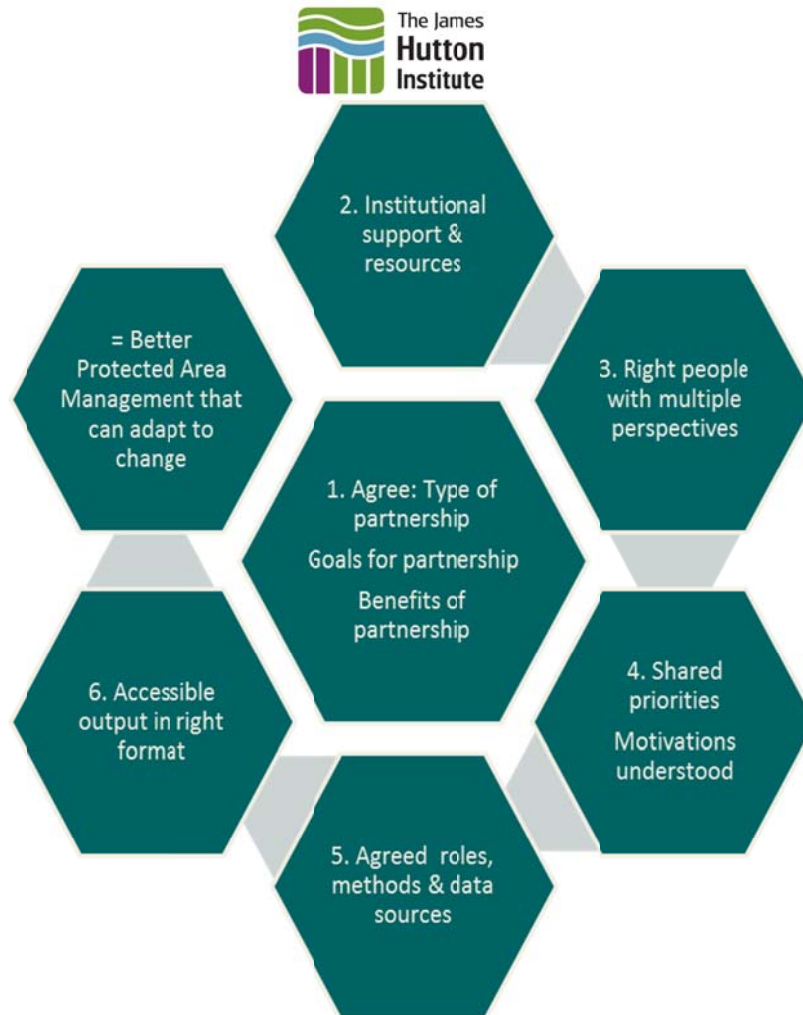 The James
Hutton
Institute
2. Institutional
support &
resources
= Better
Protected Area
Management that
can adapt to
change
3. Right people
with multiple
perspectives
1. Agree: Type of
partnership
Goals for partnership
Benefits of
partnership
4. Shared
priorities
Motivations
understood
6. Accessible
output in right
format
5. Agreed roles,
methods & data
sources